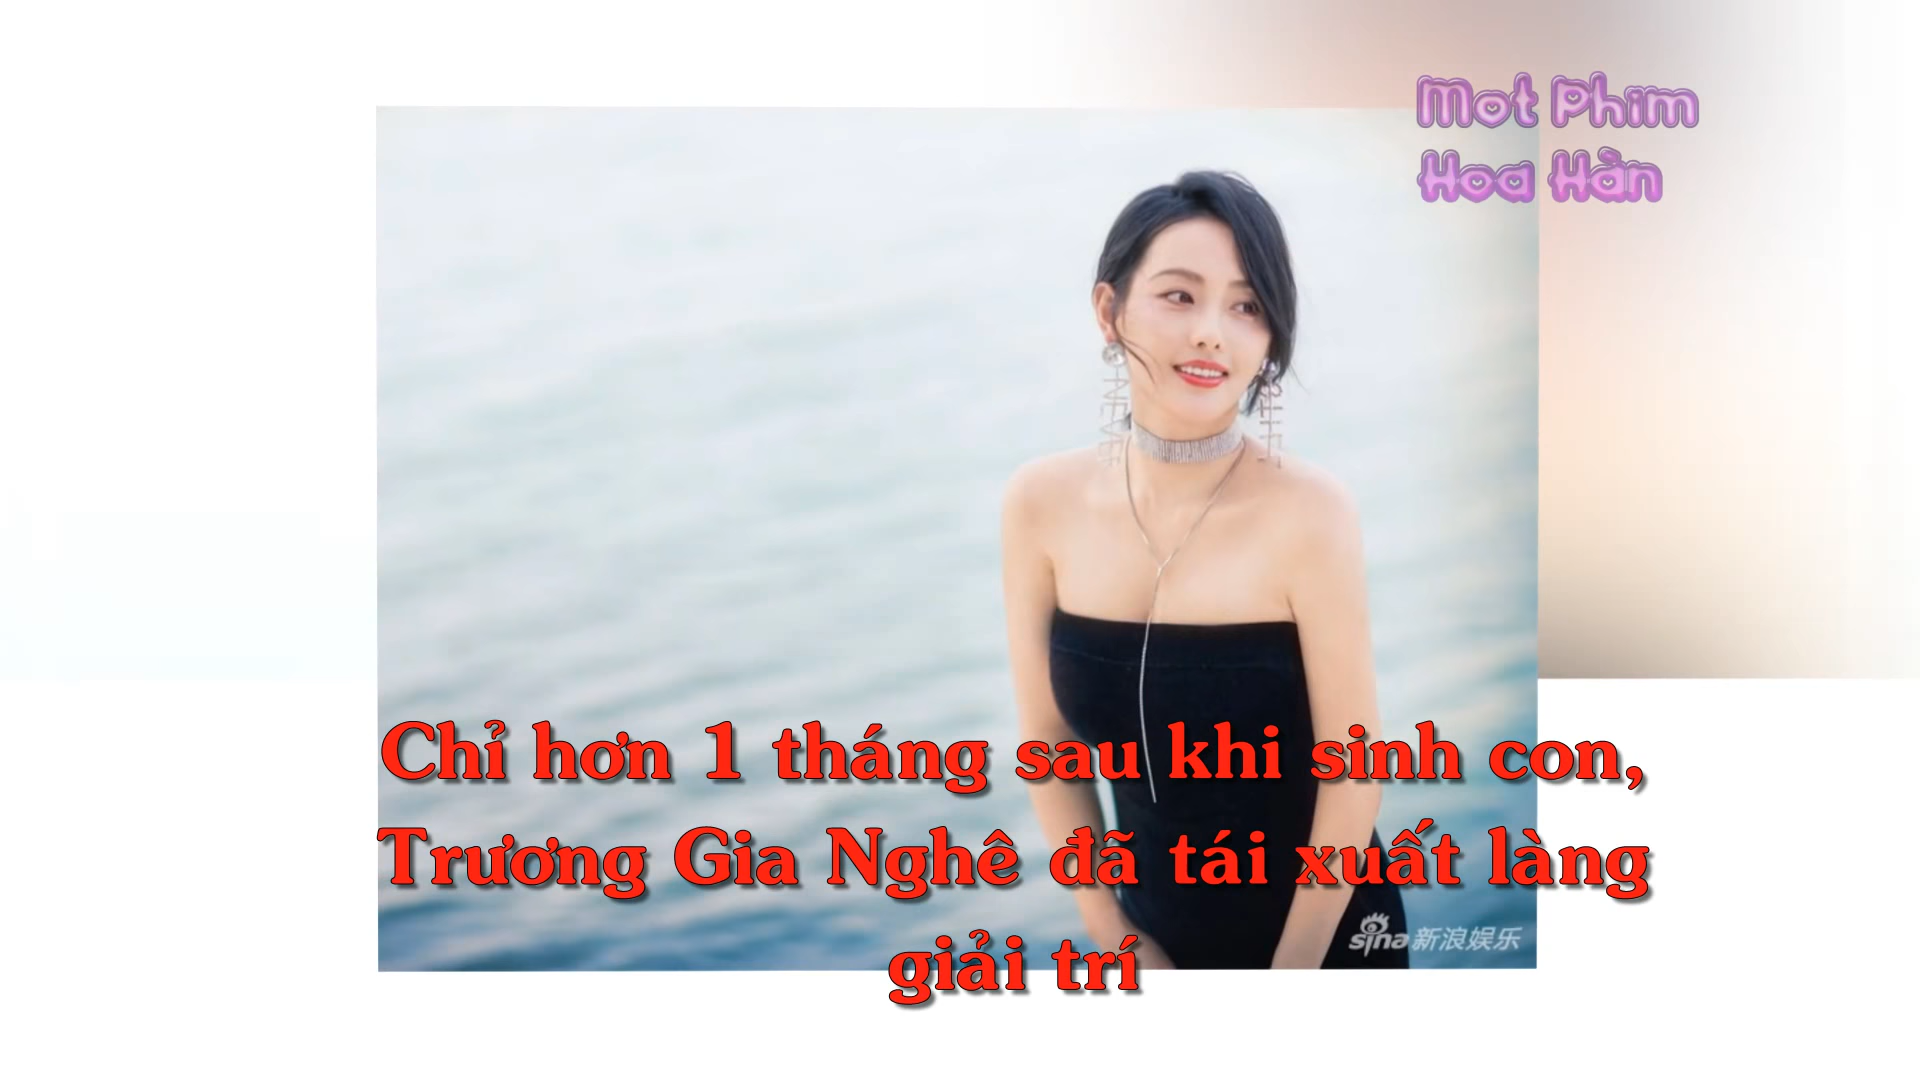 Mọt Phim
Hoa Hàn
Chỉ hơn 1 tháng sau khi sinh con,
Trương Gia Nghê đã tái xuất làng
giải trí
sina 新浪娱乐